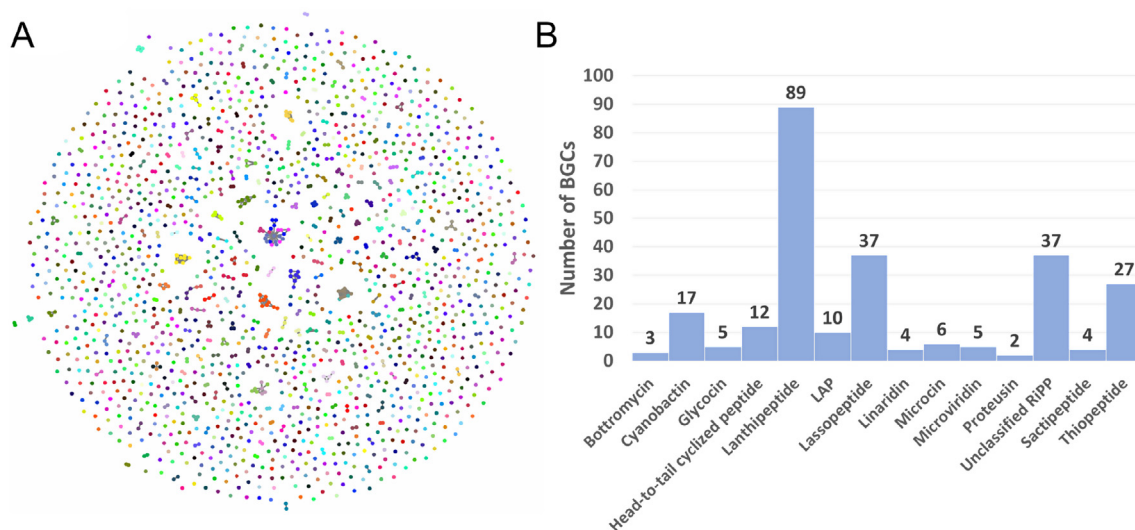 A
B
Number of BGCs
100
90
80
70
60
50
40
30
20
10
0
3
17
5
12
89
10
37
4
6
5
2
37
4
27
Bottromycin
Cyanobactin
Glycocin
Head-to-tail cyclized peptide
Lanthipeptide
LAP
Lassopeptide
Linaridin
Microcin
Microviridin
Proteusin
Unclassified RiPP
Sactipeptide
Thiopeptide